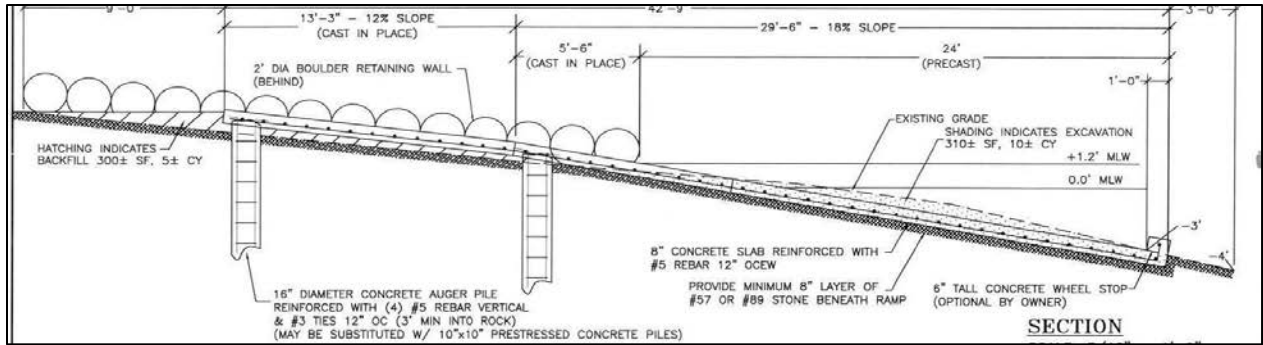 9'-0"
42'-9"
3'-0"
13'-3" - 12% SLOPE
(CAST IN PLACE)
29'-6" - 18% SLOPE
5'-6"
(CAST IN PLACE)
24'
(PRECAST)
1'-0"
2' DIA BOULDER RETAINING WALL
(BEHIND)
EXISTING GRADE
SHADING INDICATES EXCAVATION
310± SF, 10± CY
HATCHING INDICATES
BACKFILL 300± SF, 5± CY
+1.2' MLW
0.0' MLW
-3'
-4'
8" CONCRETE SLAB REINFORCED WITH
#5 REBAR 12" OCEW
PROVIDE MINIMUM 8" LAYER OF
#57 OR #89 STONE BENEATH RAMP
6" TALL CONCRETE WHEEL STOP
(OPTIONAL BY OWNER)
16" DIAMETER CONCRETE AUGER PILE
REINFORCED WITH (4) #5 REBAR VERTICAL
& #3 TIES 12" OC (3' MIN INTO ROCK)
(MAY BE SUBSTITUTED W/ 10"x10" PRESTRESSED CONCRETE PILES)
SECTION